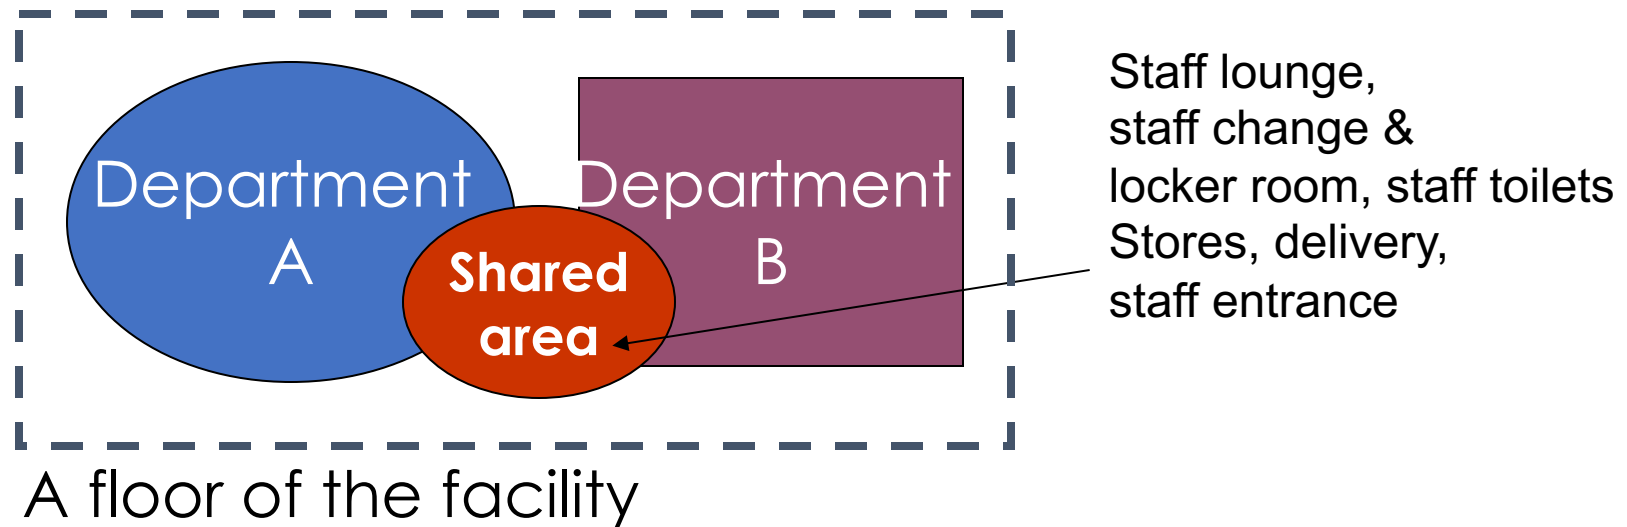 Department
A
Shared
area
Department
B
Staff lounge,
staff change &
locker room, staff toilets
Stores, delivery,
staff entrance
A floor of the facility